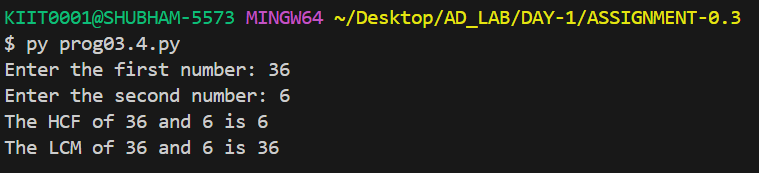 KIIT0001@SHUBHAM-5573 MINGW64 ~/Desktop/AD_LAB/DAY-1/ASSIGNMENT-0.3
$ py prog03.4.py
Enter the first number: 36
Enter the second number: 6
The HCF of 36 and 6 is 6
The LCM of 36 and 6 is 36